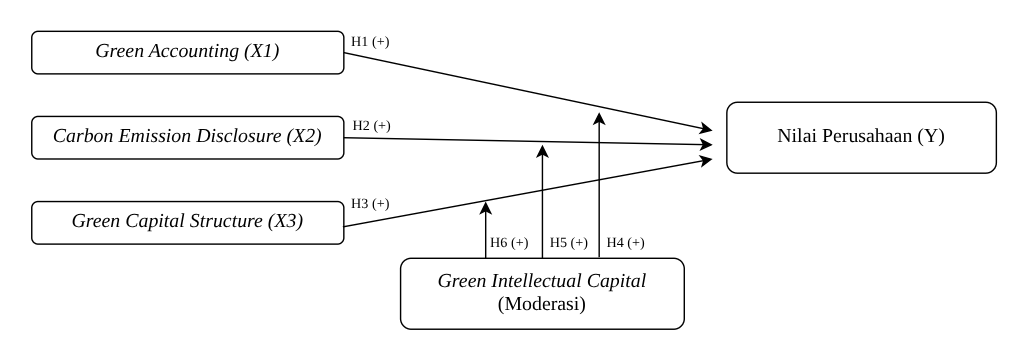 Green Accounting (X1)
H1 (+)
Carbon Emission Disclosure (X2)
H2 (+)
Nilai Perusahaan (Y)
Green Capital Structure (X3)
H3 (+)
H6 (+)
H5 (+)
H4 (+)
Green Intellectual Capital
(Moderasi)